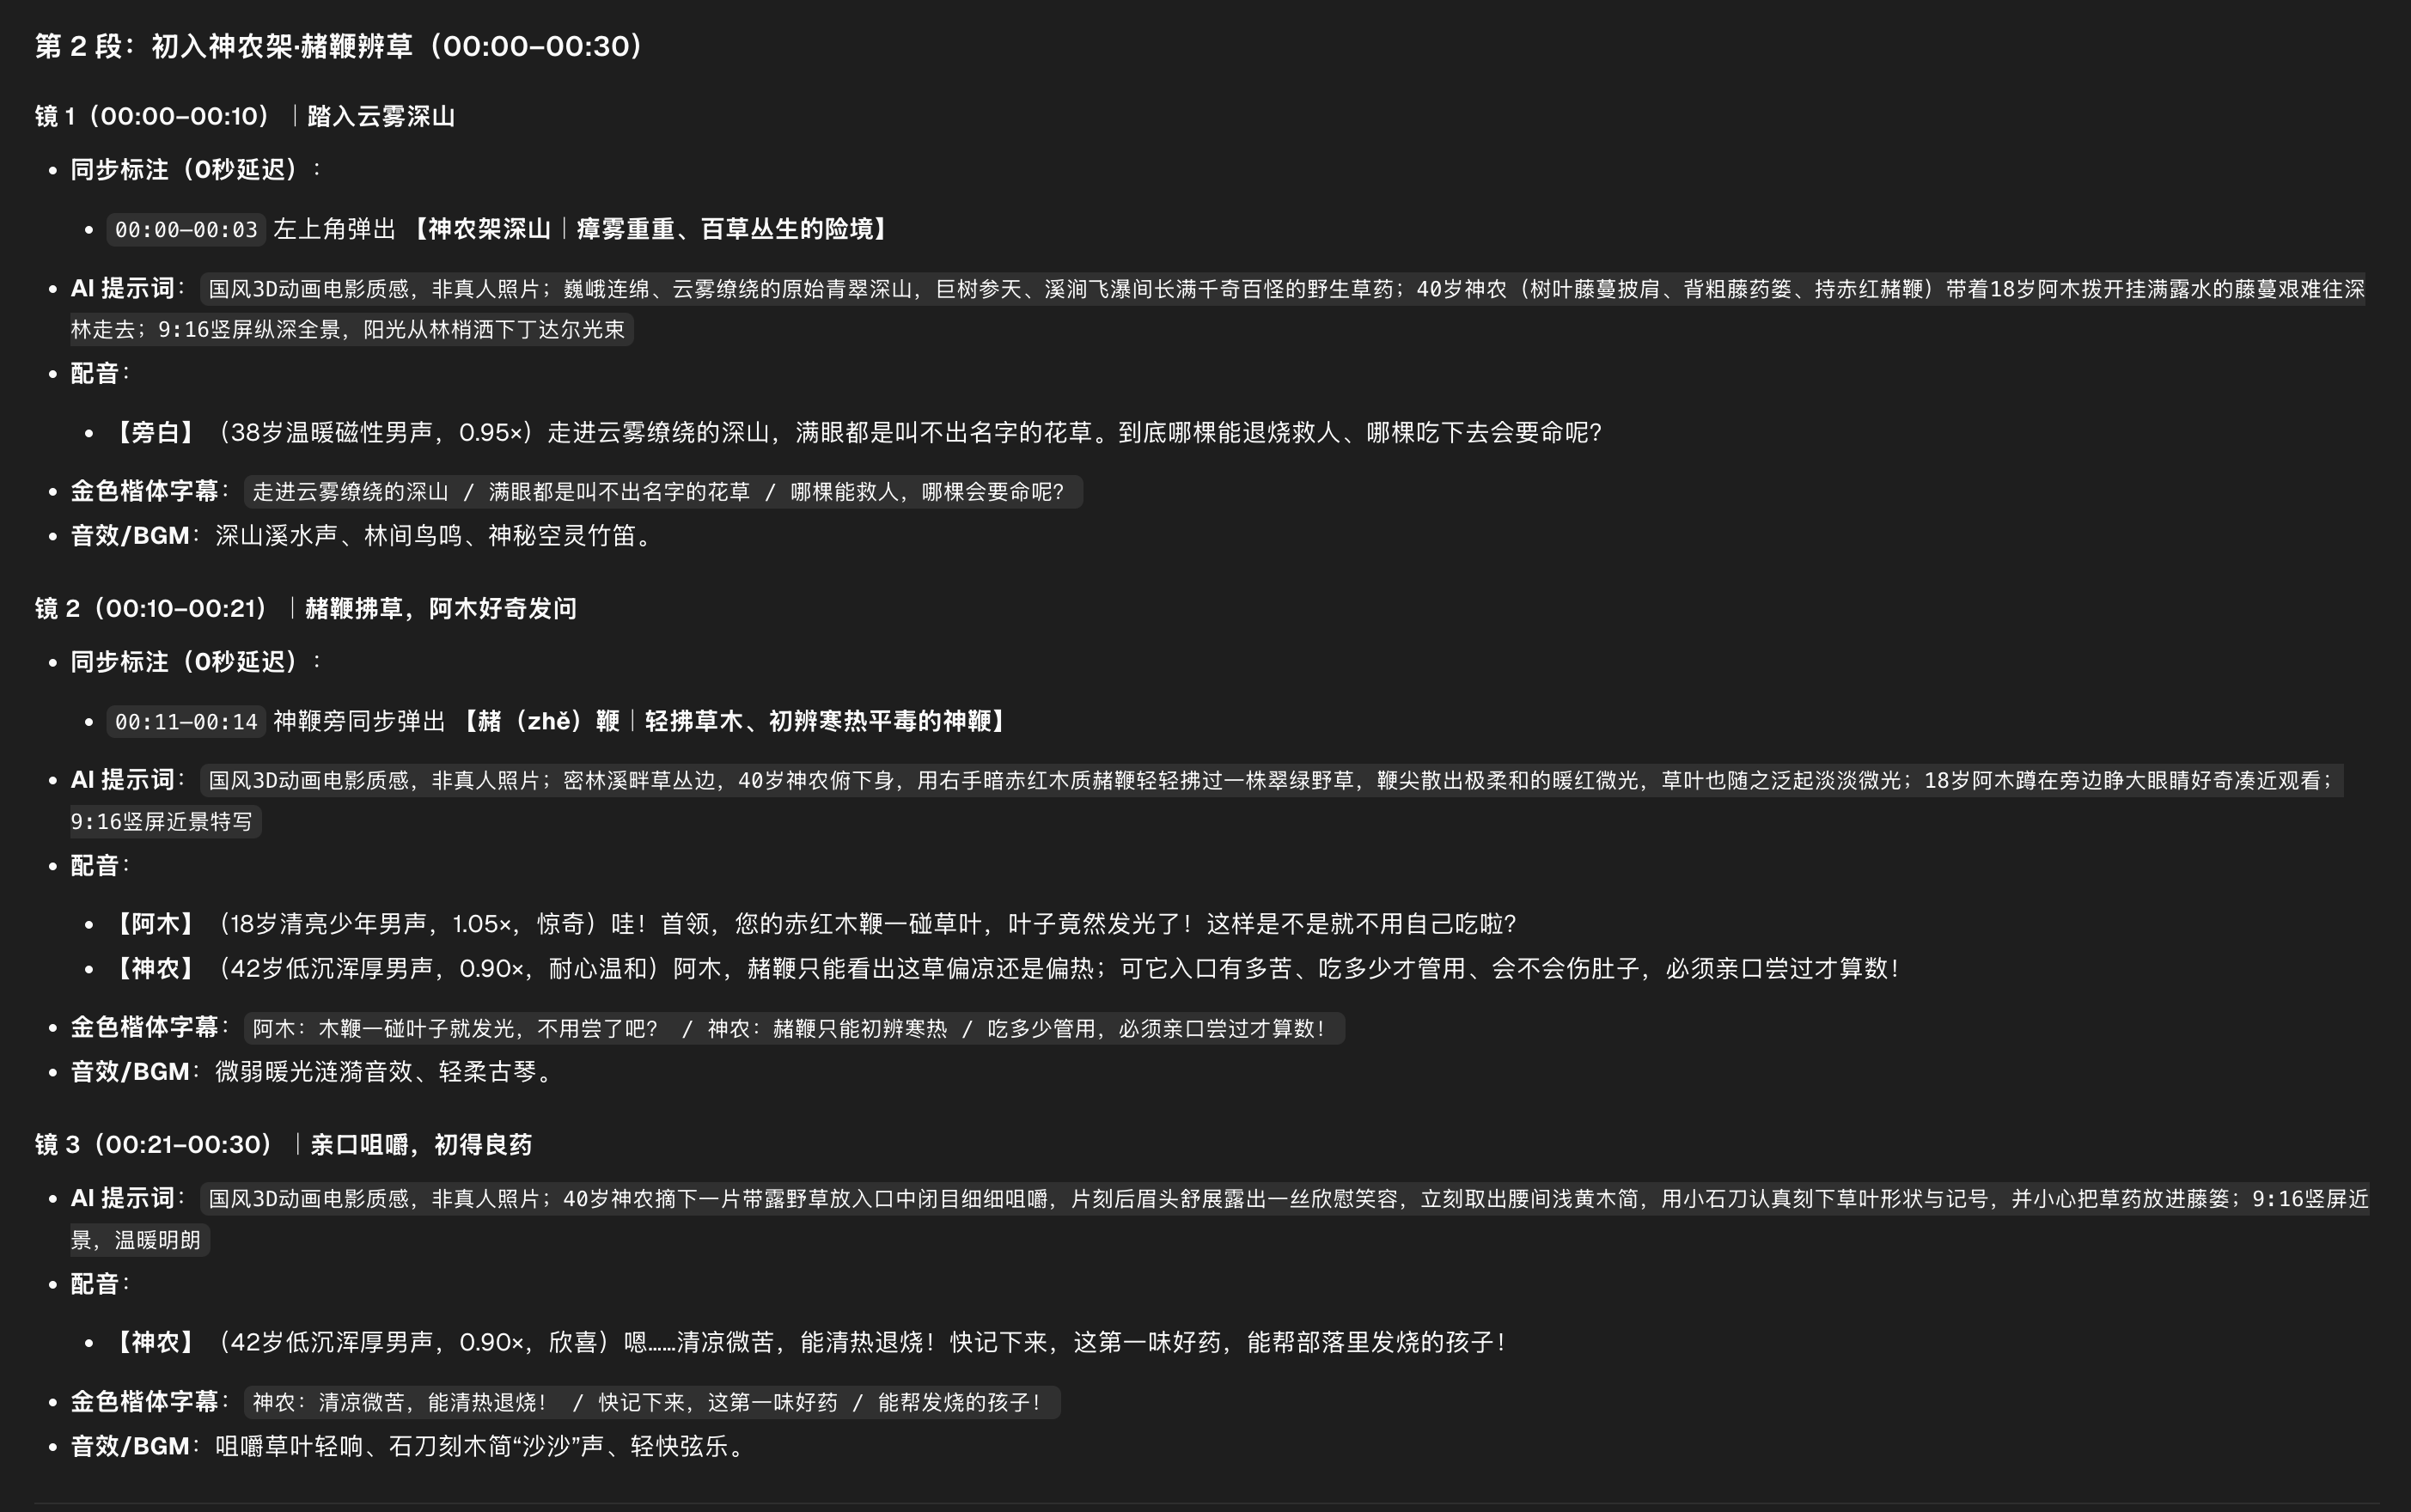 第 2 段：初入神农架·赭鞭辨草（00:00–00:30）
镜 1（00:00–00:10）｜踏入云雾深山
• 同步标注（0秒延迟）：
• 00:00–00:03 左上角弹出 【神农架深山｜瘴雾重重、百草丛生的险境】
• AI 提示词： 国风3D动画电影质感，非真人照片；巍峨连绵、云雾缭绕的原始青翠深山，巨树参天、溪涧飞瀑间长满千奇百怪的野生草药；40岁神农（树叶藤蔓披肩、背粗藤药篓、持赤红赭鞭）带着18岁阿木拨开挂满露水的藤蔓艰难往深
林走去；9:16竖屏纵深全景，阳光从林梢洒下丁达尔光束
• 配音：
• 【旁白】（38岁温暖磁性男声，0.95×）走进云雾缭绕的深山，满眼都是叫不出名字的花草。到底哪棵能退烧救人、哪棵吃下去会要命呢？
• 金色楷体字幕： 走进云雾缭绕的深山 / 满眼都是叫不出名字的花草 / 哪棵能救人，哪棵会要命呢？
• 音效/BGM：深山溪水声、林间鸟鸣、神秘空灵竹笛。
镜 2（00:10–00:21）｜赭鞭拂草，阿木好奇发问
• 同步标注（0秒延迟）：
• 00:11–00:14 神鞭旁同步弹出 【赭（zhě）鞭｜轻拂草木、初辨寒热平毒的神鞭】
• AI 提示词： 国风3D动画电影质感，非真人照片；密林溪畔草丛边，40岁神农俯下身，用右手暗赤红木质赭鞭轻轻拂过一株翠绿野草，鞭尖散出极柔和的暖红微光，草叶也随之泛起淡淡微光；18岁阿木蹲在旁边睁大眼睛好奇凑近观看；
9:16竖屏近景特写
• 配音：
• 【阿木】（18岁清亮少年男声，1.05×，惊奇）哇！首领，您的赤红木鞭一碰草叶，叶子竟然发光了！这样是不是就不用自己吃啦？
• 【神农】（42岁低沉浑厚男声，0.90×，耐心温和）阿木，赭鞭只能看出这草偏凉还是偏热；可它入口有多苦、吃多少才管用、会不会伤肚子，必须亲口尝过才算数！
• 金色楷体字幕： 阿木：木鞭一碰叶子就发光，不用尝了吧？ / 神农：赭鞭只能初辨寒热 / 吃多少管用，必须亲口尝过才算数！
• 音效/BGM：微弱暖光涟漪音效、轻柔古琴。
镜 3（00:21–00:30）｜亲口咀嚼，初得良药
• AI 提示词： 国风3D动画电影质感，非真人照片；40岁神农摘下一片带露野草放入口中闭目细细咀嚼，片刻后眉头舒展露出一丝欣慰笑容，立刻取出腰间浅黄木简，用小石刀认真刻下草叶形状与记号，并小心把草药放进藤篓；9:16竖屏近
景，温暖明朗
• 配音：
• 【神农】（42岁低沉浑厚男声，0.90×，欣喜）嗯……清凉微苦，能清热退烧！快记下来，这第一味好药，能帮部落里发烧的孩子！
• 金色楷体字幕： 神农：清凉微苦，能清热退烧！ / 快记下来，这第一味好药 / 能帮发烧的孩子！
• 音效/BGM：咀嚼草叶轻响、石刀刻木简“沙沙”声、轻快弦乐。